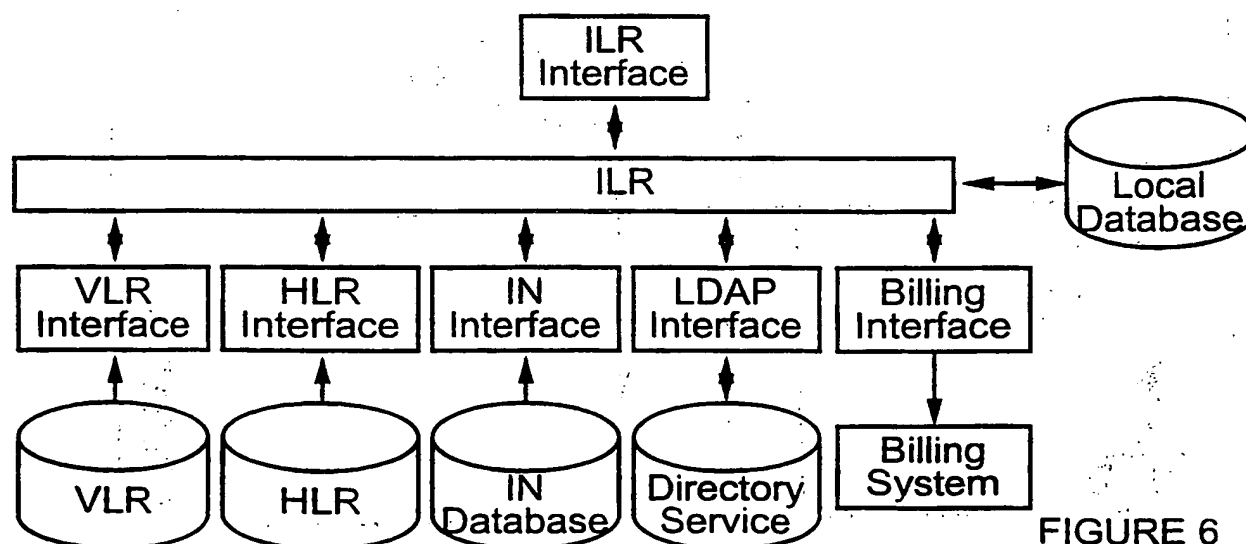 ILR
Interface
ILR
Local
Database
VLR
Interface
HLR
Interface
IN
Interface
LDAP
Interface
Billing
Interface
VLR
HLR
IN
Database
Directory
Service
Billing
System
FIGURE 6